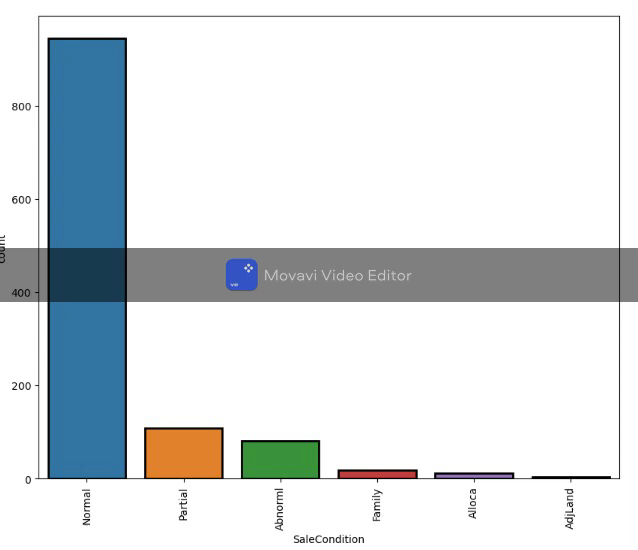 800
600
count
Movavi Video Editor
400
200
0
Normal
Partial
Abnorml
Family
Alloca
AdjLand
SaleCondition